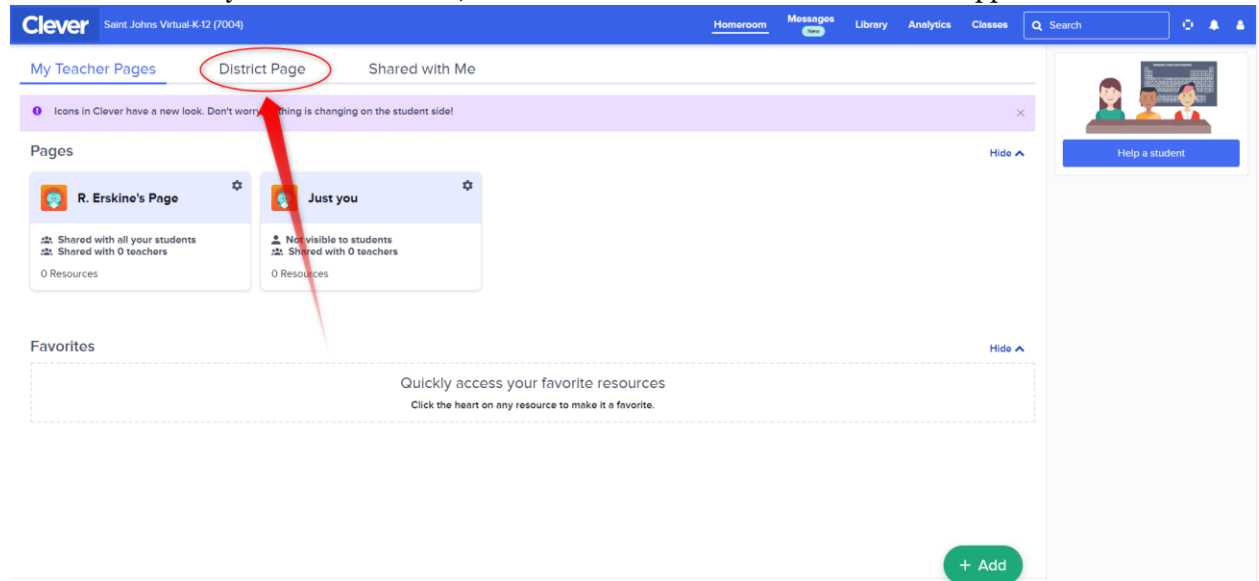 Clever Saint Johns Virtual-K-12 (7004) Homeroom Messages Library Analytics Classes Search
New
My Teacher Pages District Page Shared with Me
Icons in Clever have a new look. Don't worry thing is changing on the student side!
Pages Hide
R. Erskine's Page
Shared with all your students
Shared with 0 teachers
0 Resources
Just you
Not visible to students
Shared with 0 teachers
0 Resources
Help a student
Favorites Hide
Quickly access your favorite resources
Click the heart on any resource to make it a favorite.
+ Add